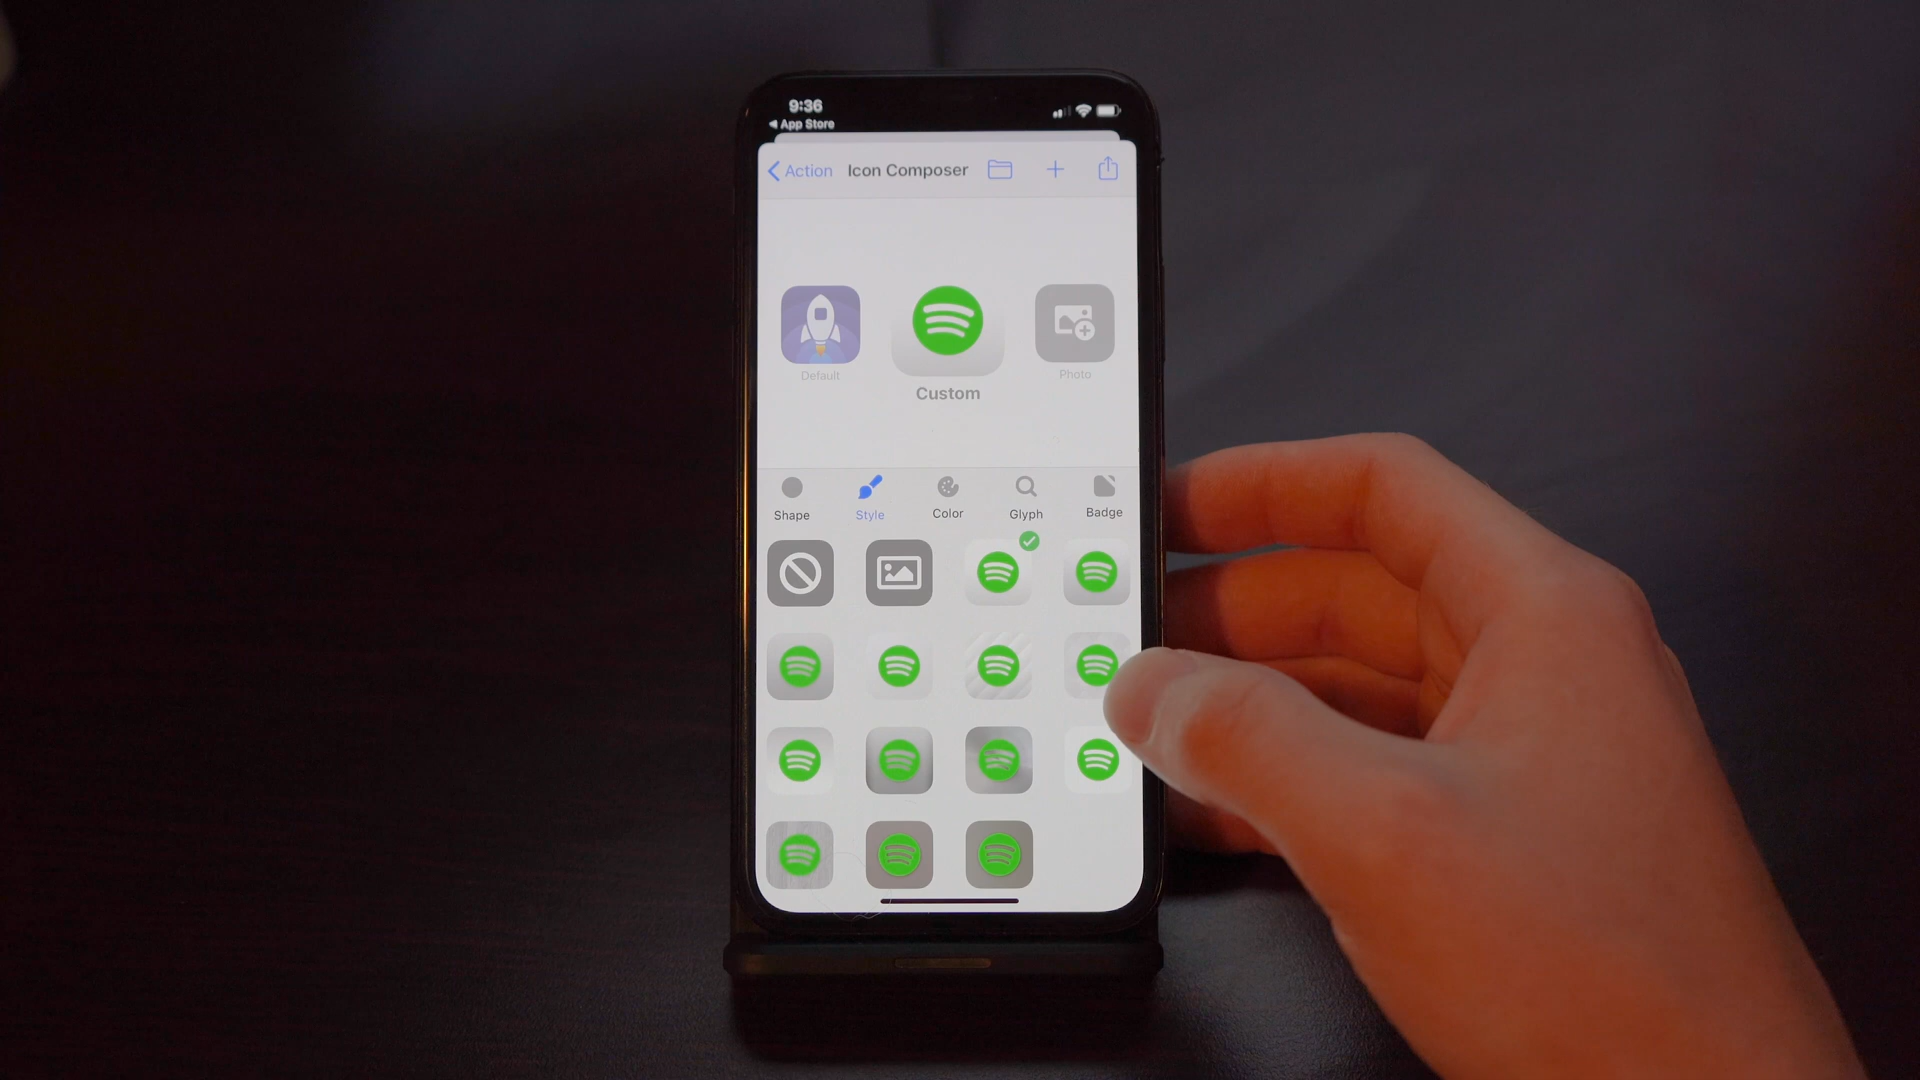 9:36
◀ App Store
Action
Icon Composer
Default
Custom
Photo
Shape
Style
Color
Glyph
Badge